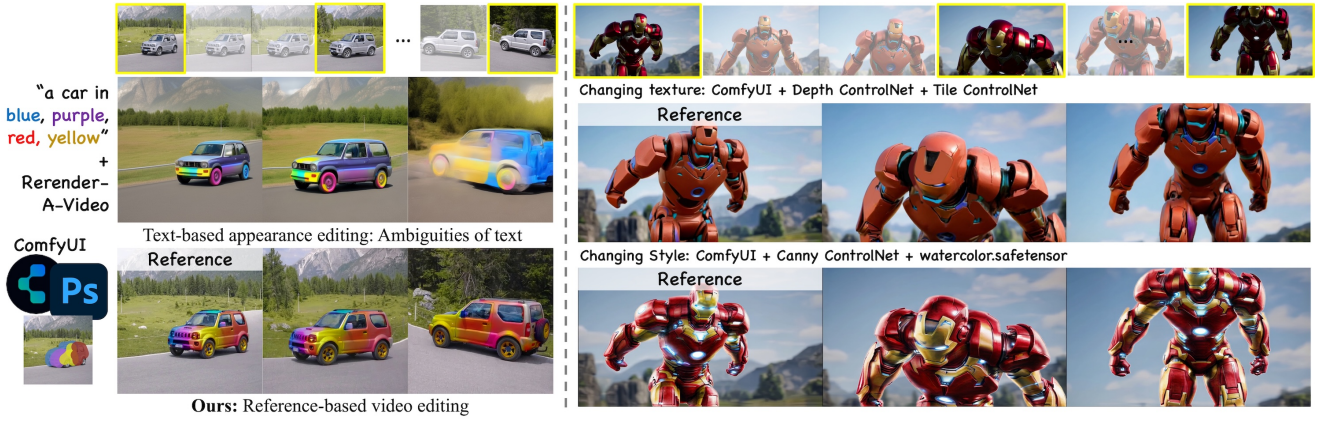 "a car in
blue, purple,
red, yellow"
+
Rerender-
A-Video
Text-based appearance editing: Ambiguities of text
ComfyUI
Ps
Reference
Ours: Reference-based video editing
...
...
Changing texture: ComfyUI + Depth ControlNet + Tile ControlNet
Reference
Changing Style: ComfyUI + Canny ControlNet + watercolor.safetensor
Reference